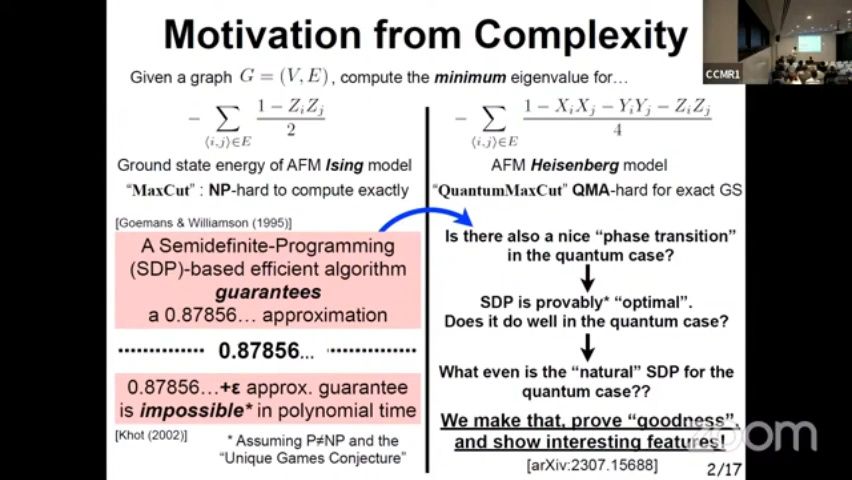 Motivation from Complexity
CCMR1
Given a graph G = (V, E), compute the minimum eigenvalue for...
− ∑⟨i,j⟩∈E (1 − ZᵢZⱼ)/2
Ground state energy of AFM Ising model
"MaxCut" : NP-hard to compute exactly
[Goemans & Williamson (1995)]
A Semidefinite-Programming
(SDP)-based efficient algorithm
guarantees
a 0.87856... approximation
0.87856...
0.87856...+ε approx. guarantee
is impossible* in polynomial time
[Khot (2002)]
* Assuming P≠NP and the
"Unique Games Conjecture"
− ∑⟨i,j⟩∈E (1 − XᵢXⱼ − YᵢYⱼ − ZᵢZⱼ)/4
AFM Heisenberg model
"QuantumMaxCut" QMA-hard for exact GS
Is there also a nice "phase transition"
in the quantum case?
SDP is provably* "optimal".
Does it do well in the quantum case?
What even is the "natural" SDP for the
quantum case??
We make that, prove "goodness",
and show interesting features!
[arXiv:2307.15688]
2/17
zoom